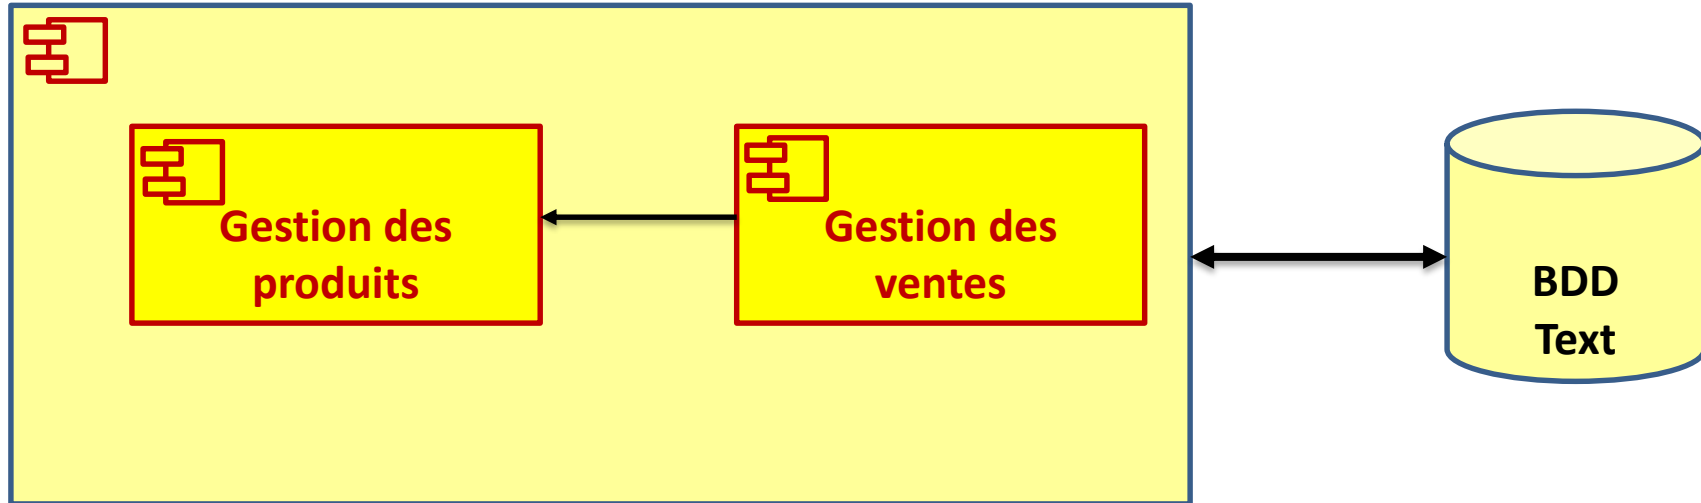 Gestion des
produits
Gestion des
ventes
BDD
Text